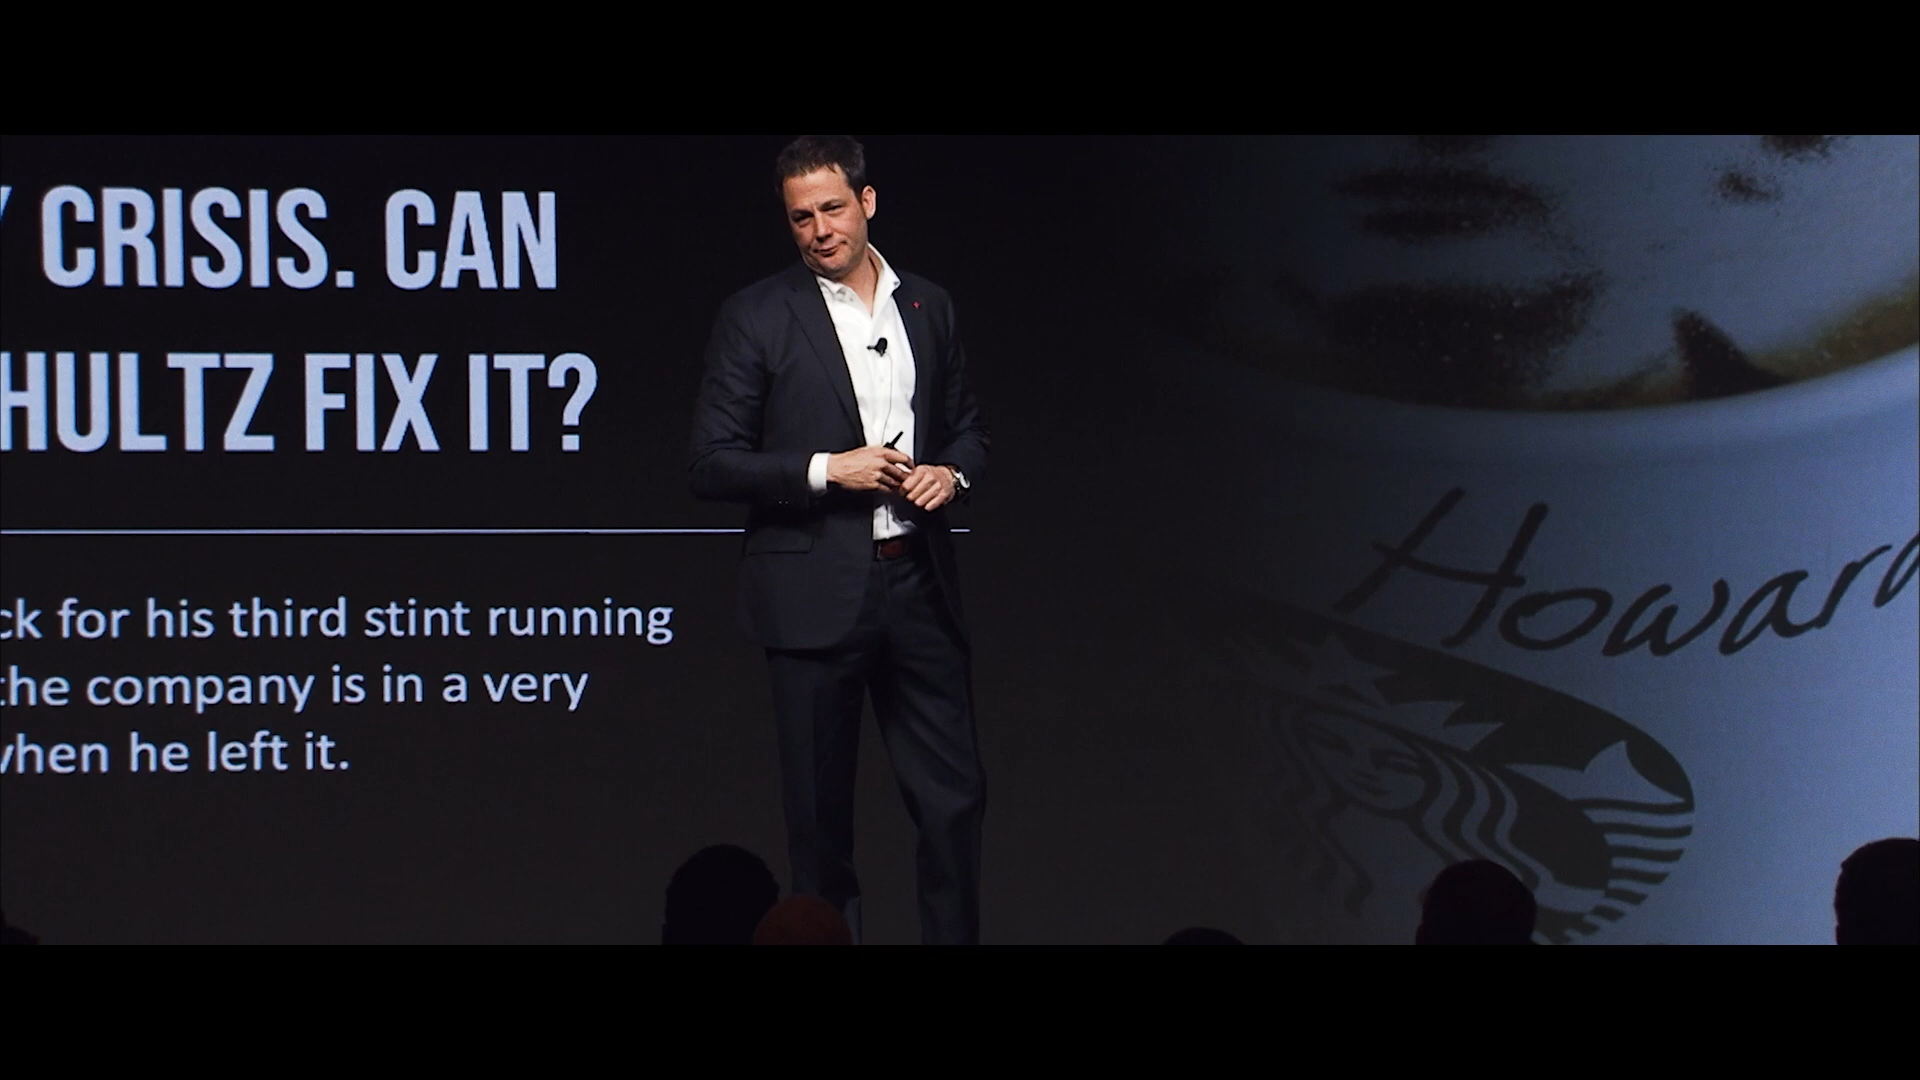 CRISIS. CAN
HULTZ FIX IT?
ck for his third stint running
the company is in a very
when he left it.
Howard